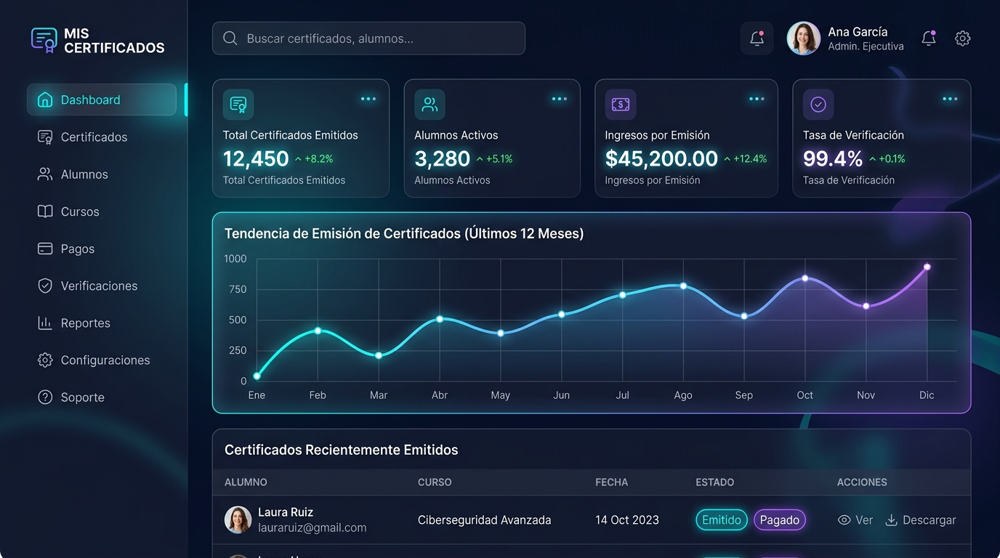 MIS
CERTIFICADOS
Dashboard
Certificados
Alumnos
Cursos
Pagos
Verificaciones
Reportes
Configuraciones
Soporte
Buscar certificados, alumnos...
Ana García
Admin. Ejecutiva
Total Certificados Emitidos
12,450 +8.2%
Total Certificados Emitidos
Alumnos Activos
3,280 +5.1%
Alumnos Activos
Ingresos por Emisión
$45,200.00 +12.4%
Ingresos por Emisión
Tasa de Verificación
99.4% +0.1%
Tasa de Verificación
Tendencia de Emisión de Certificados (Últimos 12 Meses)
1000
750
500
250
0
Ene Feb Mar Abr May Jun Jul Ago Sep Oct Nov Dic
Certificados Recientemente Emitidos
ALUMNO CURSO FECHA ESTADO ACCIONES
Laura Ruiz
lauraruiz@gmail.com
Ciberseguridad Avanzada 14 Oct 2023 Emitido Pagado Ver Descargar